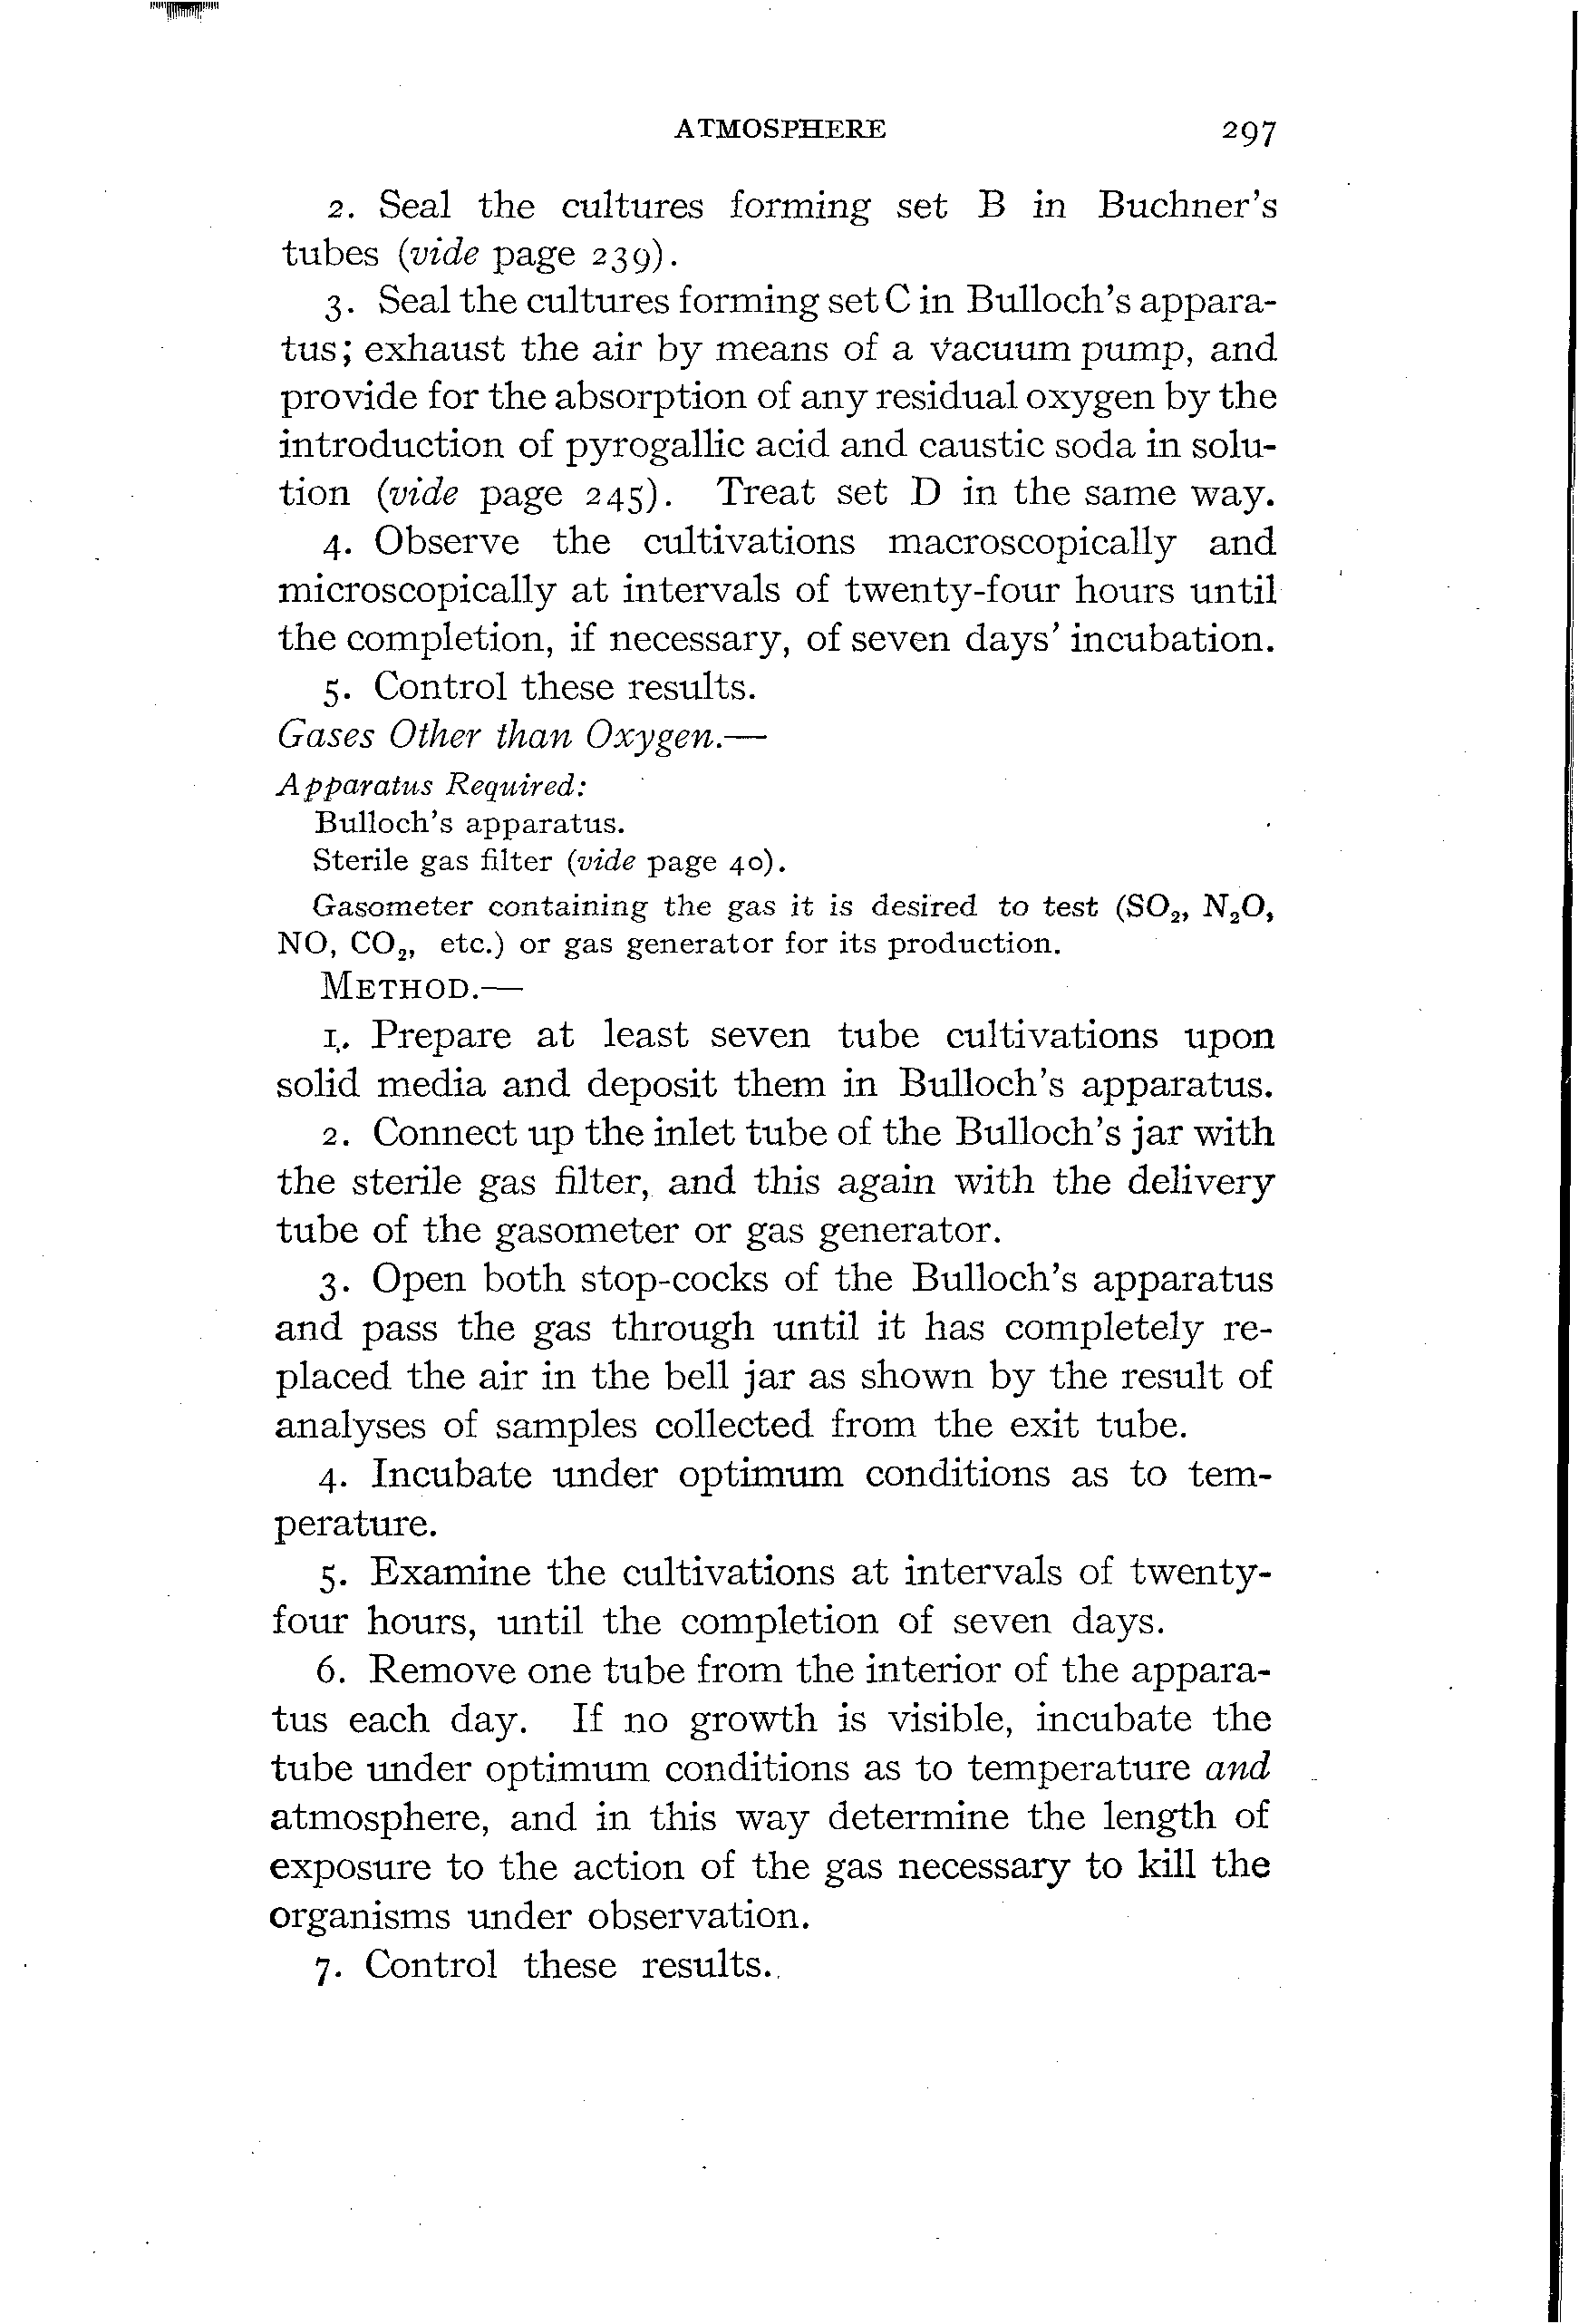 ATMOSPHERE 297
2. Seal the cultures forming set B in Buchner's
tubes (vide page 239).
3. Seal the cultures forming set C in Bulloch's appara-
tus; exhaust the air by means of a vacuum pump, and
provide for the absorption of any residual oxygen by the
introduction of pyrogallic acid and caustic soda in solu-
tion (vide page 245). Treat set D in the same way.
4. Observe the cultivations macroscopically and
microscopically at intervals of twenty-four hours until
the completion, if necessary, of seven days' incubation.
5. Control these results.
Gases Other than Oxygen.—
Apparatus Required:
Bulloch's apparatus.
Sterile gas filter (vide page 40).
Gasometer containing the gas it is desired to test (SO₂, N₂O,
NO, CO₂, etc.) or gas generator for its production.
METHOD.—
1. Prepare at least seven tube cultivations upon
solid media and deposit them in Bulloch's apparatus.
2. Connect up the inlet tube of the Bulloch's jar with
the sterile gas filter, and this again with the delivery
tube of the gasometer or gas generator.
3. Open both stop-cocks of the Bulloch's apparatus
and pass the gas through until it has completely re-
placed the air in the bell jar as shown by the result of
analyses of samples collected from the exit tube.
4. Incubate under optimum conditions as to tem-
perature.
5. Examine the cultivations at intervals of twenty-
four hours, until the completion of seven days.
6. Remove one tube from the interior of the appara-
tus each day. If no growth is visible, incubate the
tube under optimum conditions as to temperature and
atmosphere, and in this way determine the length of
exposure to the action of the gas necessary to kill the
organisms under observation.
7. Control these results.